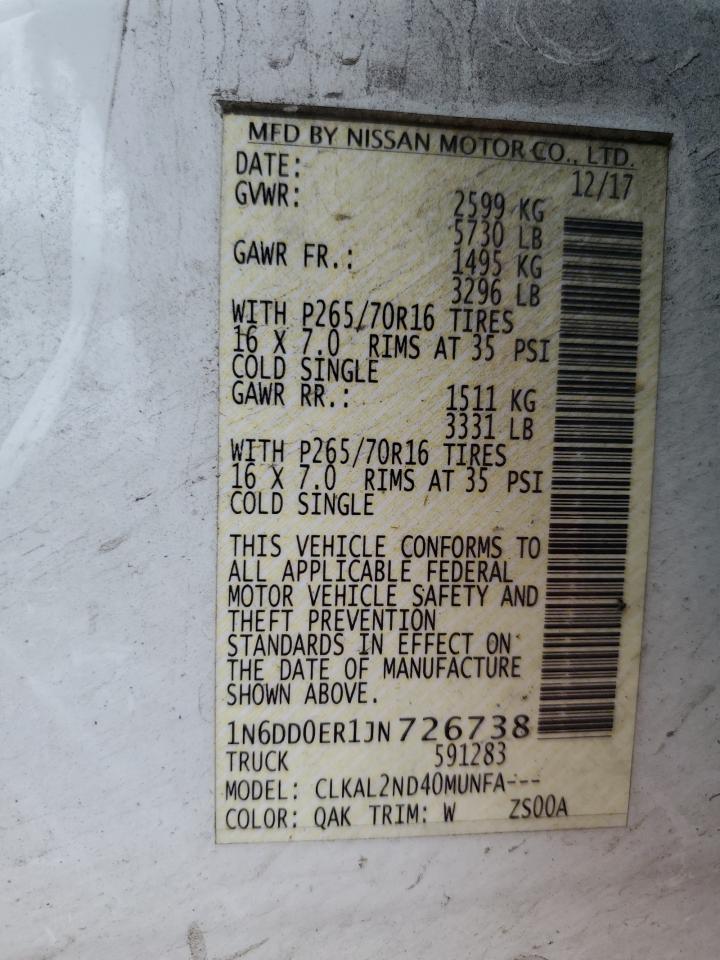 MFD BY NISSAN MOTOR CO., LTD.
DATE: 12/17
GVWR: 2599 KG
5730 LB
GAWR FR.: 1495 KG
3296 LB
WITH P265/70R16 TIRES
16 X 7.0 RIMS AT 35 PSI
COLD SINGLE
GAWR RR.: 1511 KG
3331 LB
WITH P265/70R16 TIRES
16 X 7.0 RIMS AT 35 PSI
COLD SINGLE
THIS VEHICLE CONFORMS TO
ALL APPLICABLE FEDERAL
MOTOR VEHICLE SAFETY AND
THEFT PREVENTION
STANDARDS IN EFFECT ON
THE DATE OF MANUFACTURE
SHOWN ABOVE.
1N6DD0ER1JN726738
TRUCK 591283
MODEL: CLKAL2ND40MUNFA---
COLOR: QAK TRIM: W ZS00A